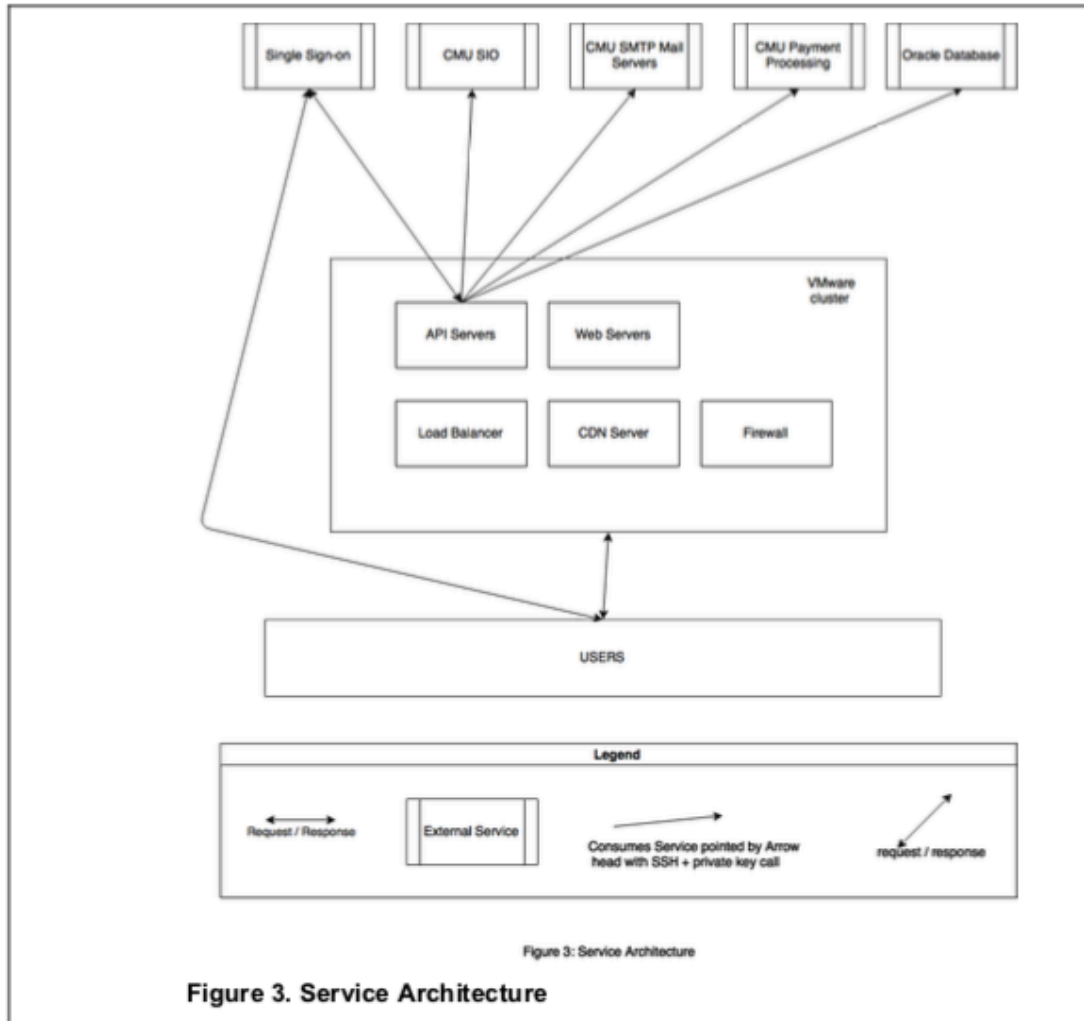 Single Sign-on
CMU SIO
CMU SMTP Mail
Servers
CMU Payment
Processing
Oracle Database
VMware
cluster
API Servers
Web Servers
Load Balancer
CDN Server
Firewall
USERS
Legend
Request / Response
External Service
Consumes Service pointed by Arrow
head with SSH + private key call
request / response
Figure 3: Service Architecture
Figure 3. Service Architecture